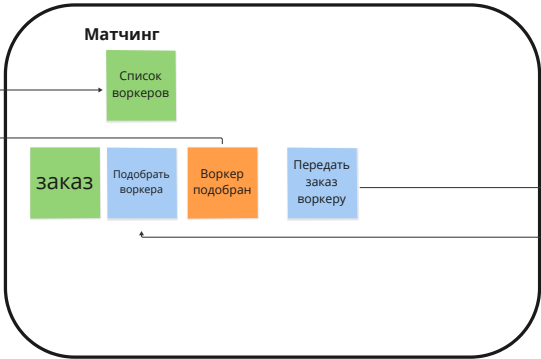 Матчинг
Список
воркеров
заказ
Подобрать
воркера
Воркер
подобран
Передать
заказ
воркеру